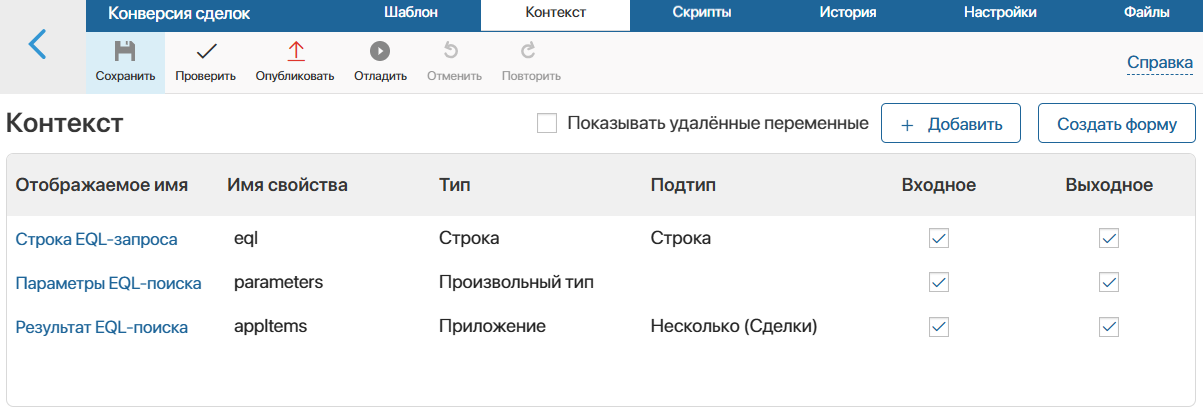 Конверсия сделок Шаблон Контекст Скрипты История Настройки Файлы
Сохранить Проверить Опубликовать Отладить Отменить Повторить Справка
Контекст Показывать удалённые переменные + Добавить Создать форму
Отображаемое имя Имя свойства Тип Подтип Входное Выходное
Строка EQL-запроса eql Строка Строка
Параметры EQL-поиска parameters Произвольный тип
Результат EQL-поиска appItems Приложение Несколько (Сделки)